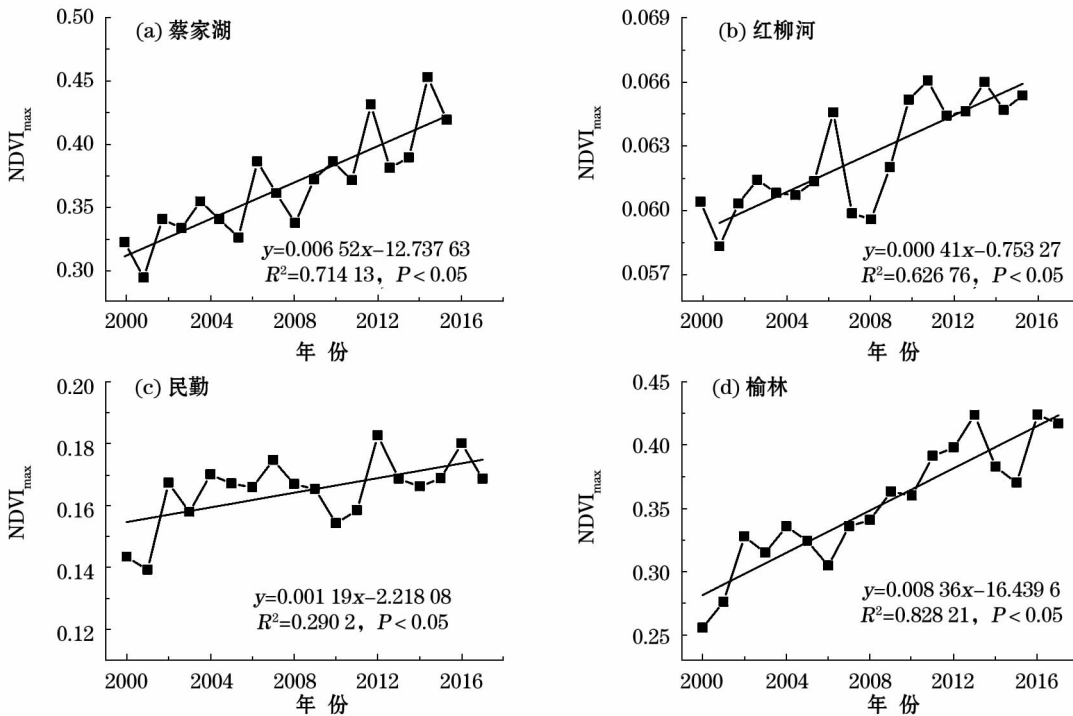 (a) 蔡家湖
0.50
0.45
0.40
0.35
0.30
NDVImax
y=0.006 52x−12.737 63
R²=0.714 13, P<0.05
2000 2004 2008 2012 2016
年 份
(b) 红柳河
0.069
0.066
0.063
0.060
0.057
NDVImax
y=0.000 41x−0.753 27
R²=0.626 76, P<0.05
2000 2004 2008 2012 2016
年 份
(c) 民勤
0.20
0.18
0.16
0.14
0.12
NDVImax
y=0.001 19x−2.218 08
R²=0.290 2, P<0.05
2000 2004 2008 2012 2016
年 份
(d) 榆林
0.45
0.40
0.35
0.30
0.25
NDVImax
y=0.008 36x−16.439 6
R²=0.828 21, P<0.05
2000 2004 2008 2012 2016
年 份